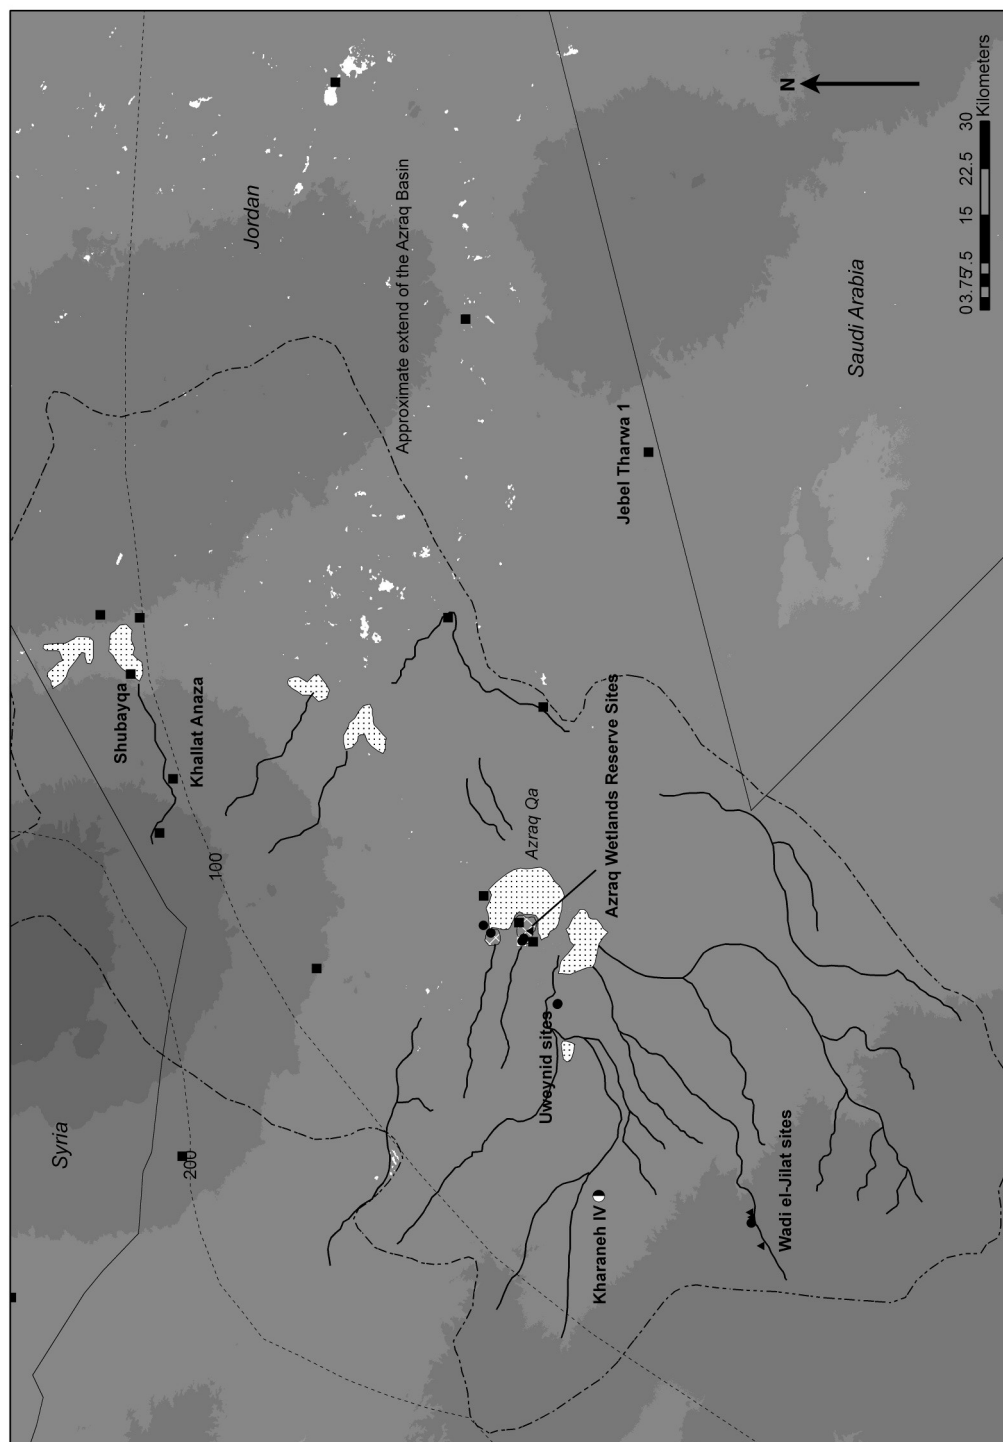 Syria
Shubayqa
200
Khallat Anaza
100
Jordan
Approximate extend of the Azraq Basin
Azraq Qa
Uweynid sites
Kharaneh IV
Azraq Wetlands Reserve Sites
Jebel Tharwa 1
Wadi el-Jilat sites
N
Saudi Arabia
0 3.75 7.5 15 22.5 30
Kilometers